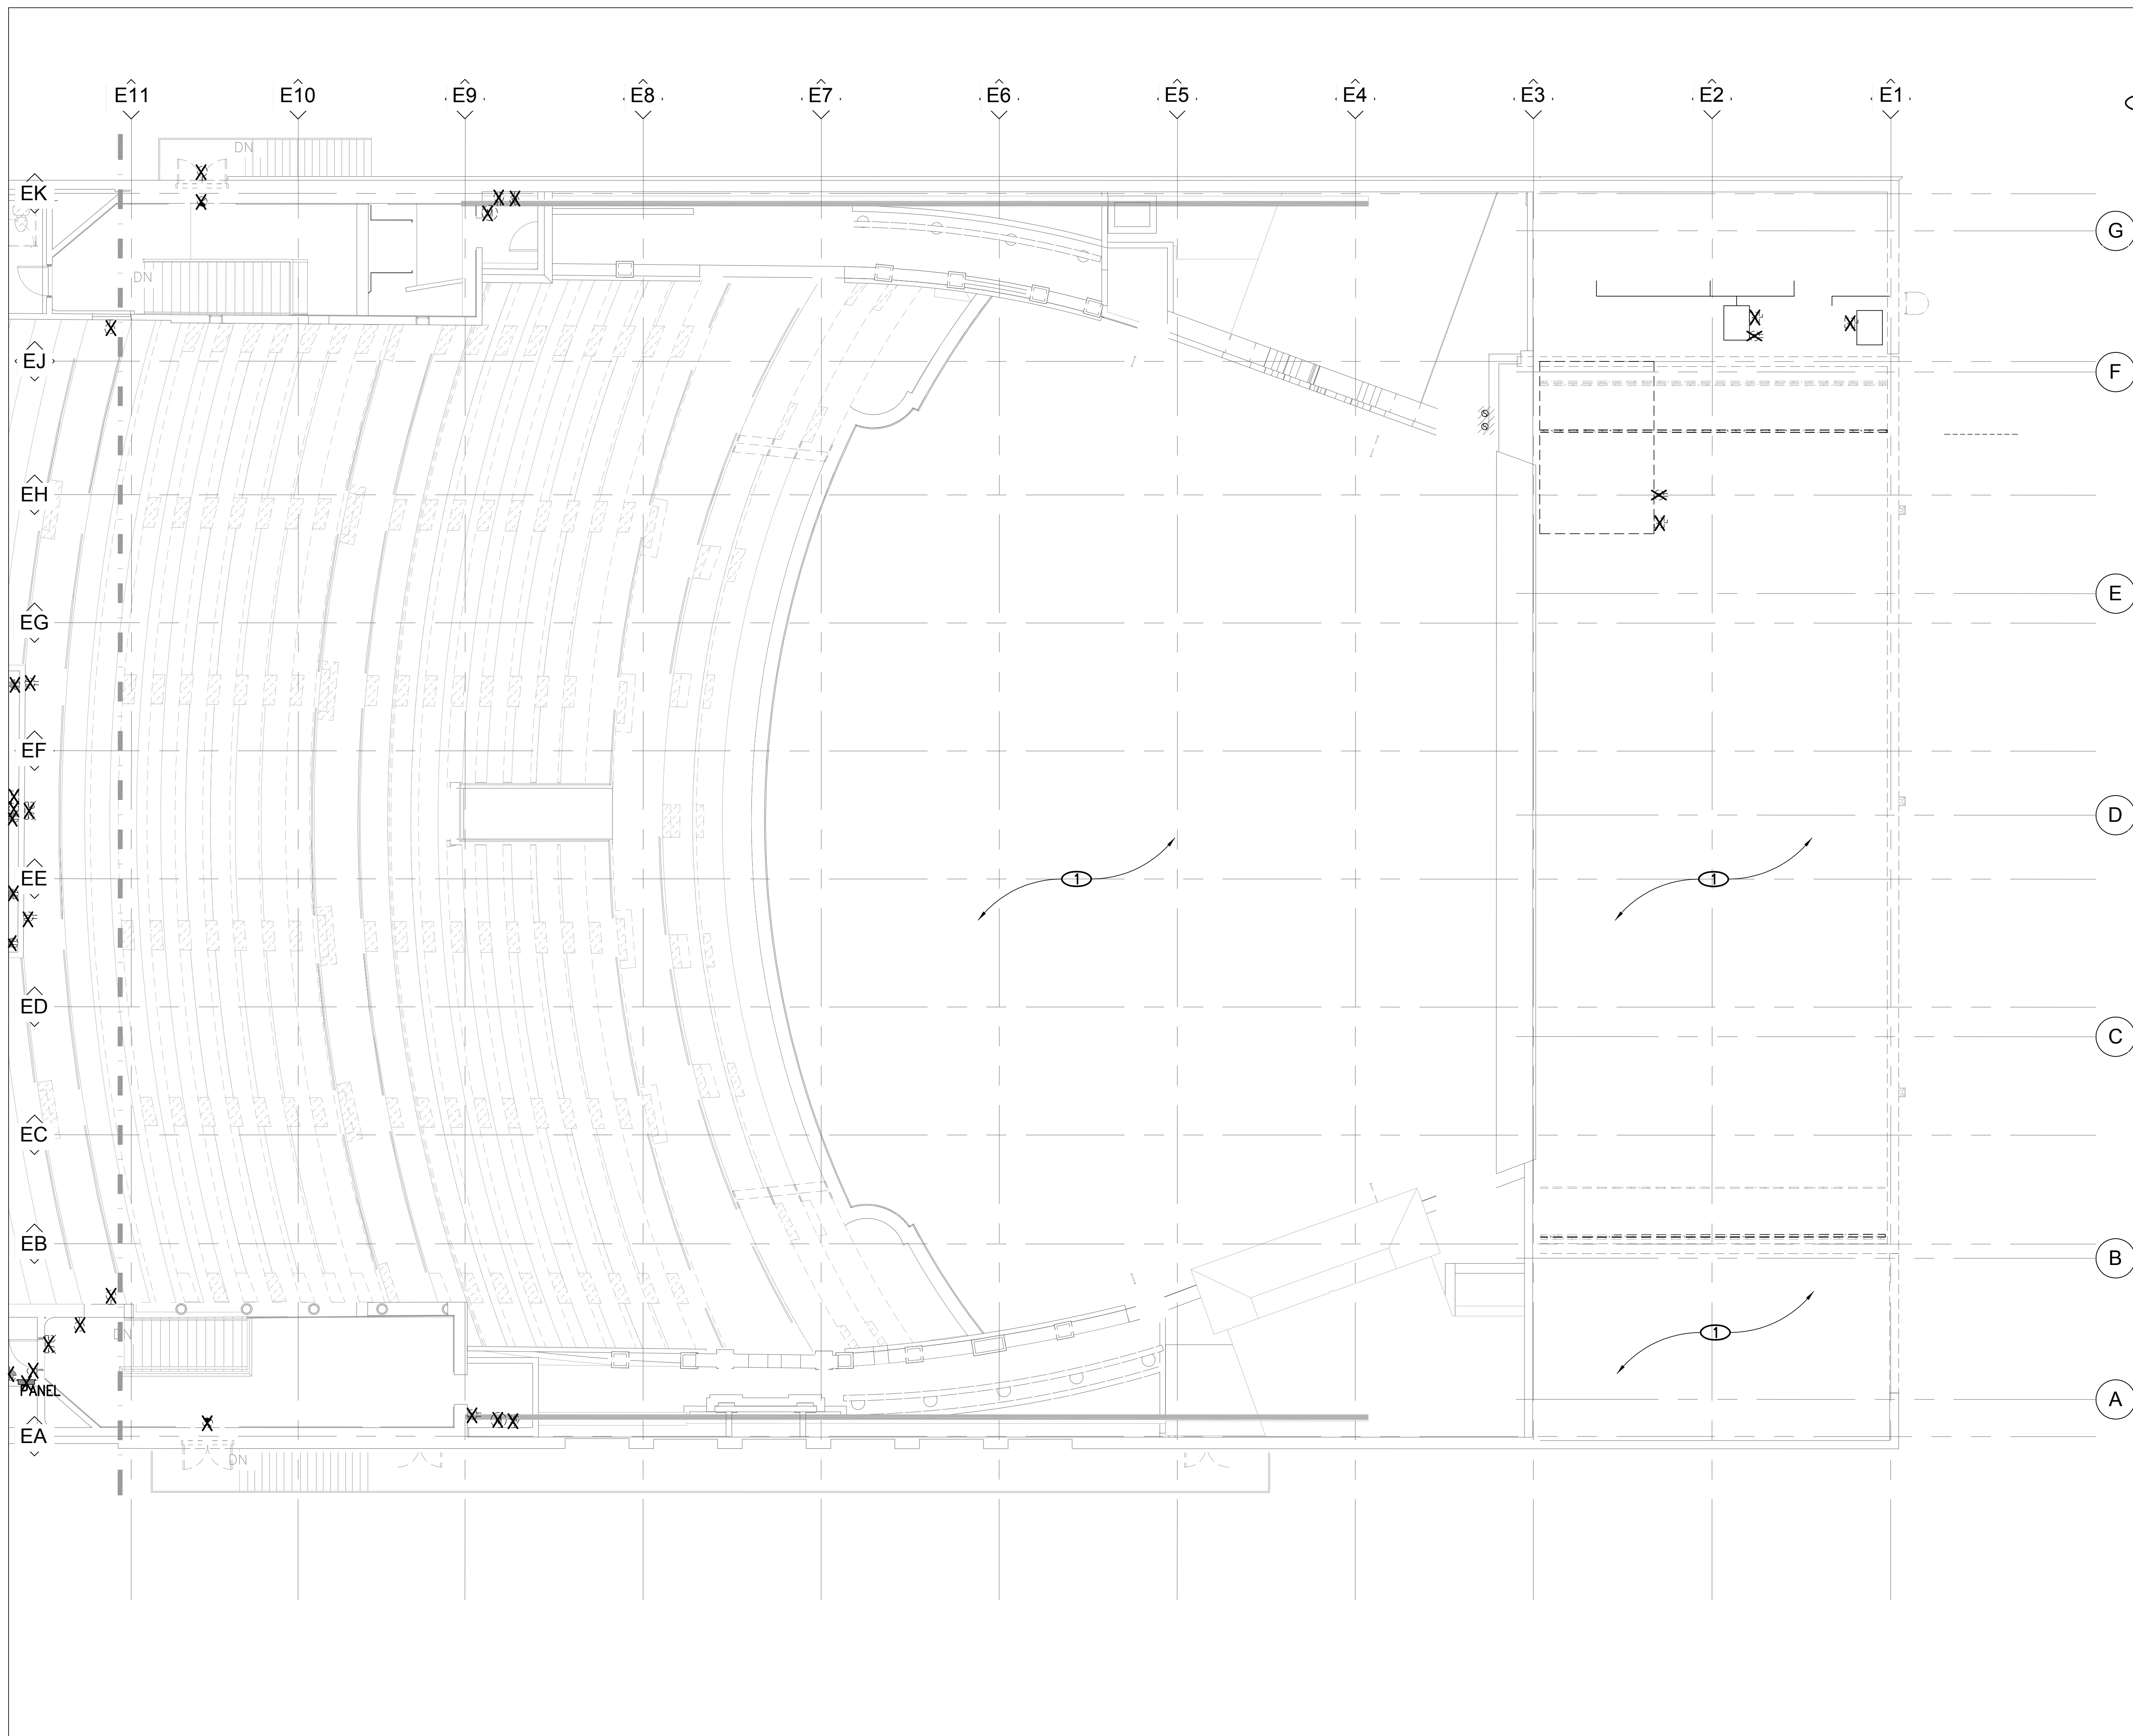 E11 E10 E9 E8 E7 E6 E5 E4 E3 E2 E1
DN
EK
G
DN
EJ
F
EH
E
EG
EF
D
EE
1 1
ED
C
EC
EB
B
1
DN
PANEL
A
EA
DN